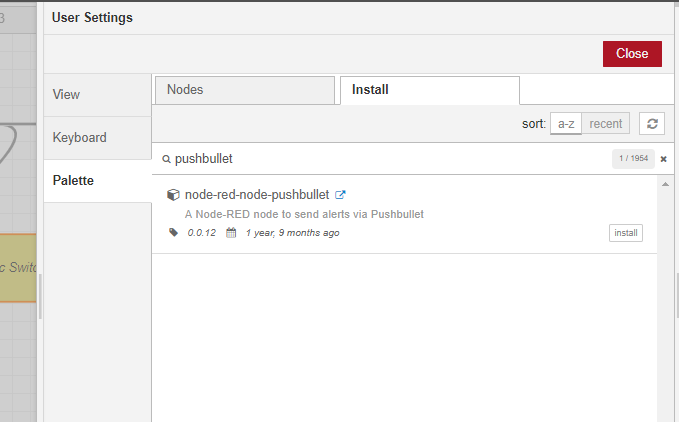 3
User Settings
Close
View
Keyboard
Palette
Nodes
Install
sort: a-z recent
pushbullet
1 / 1954
node-red-node-pushbullet
A Node-RED node to send alerts via Pushbullet
0.0.12 1 year, 9 months ago
install
c Switc